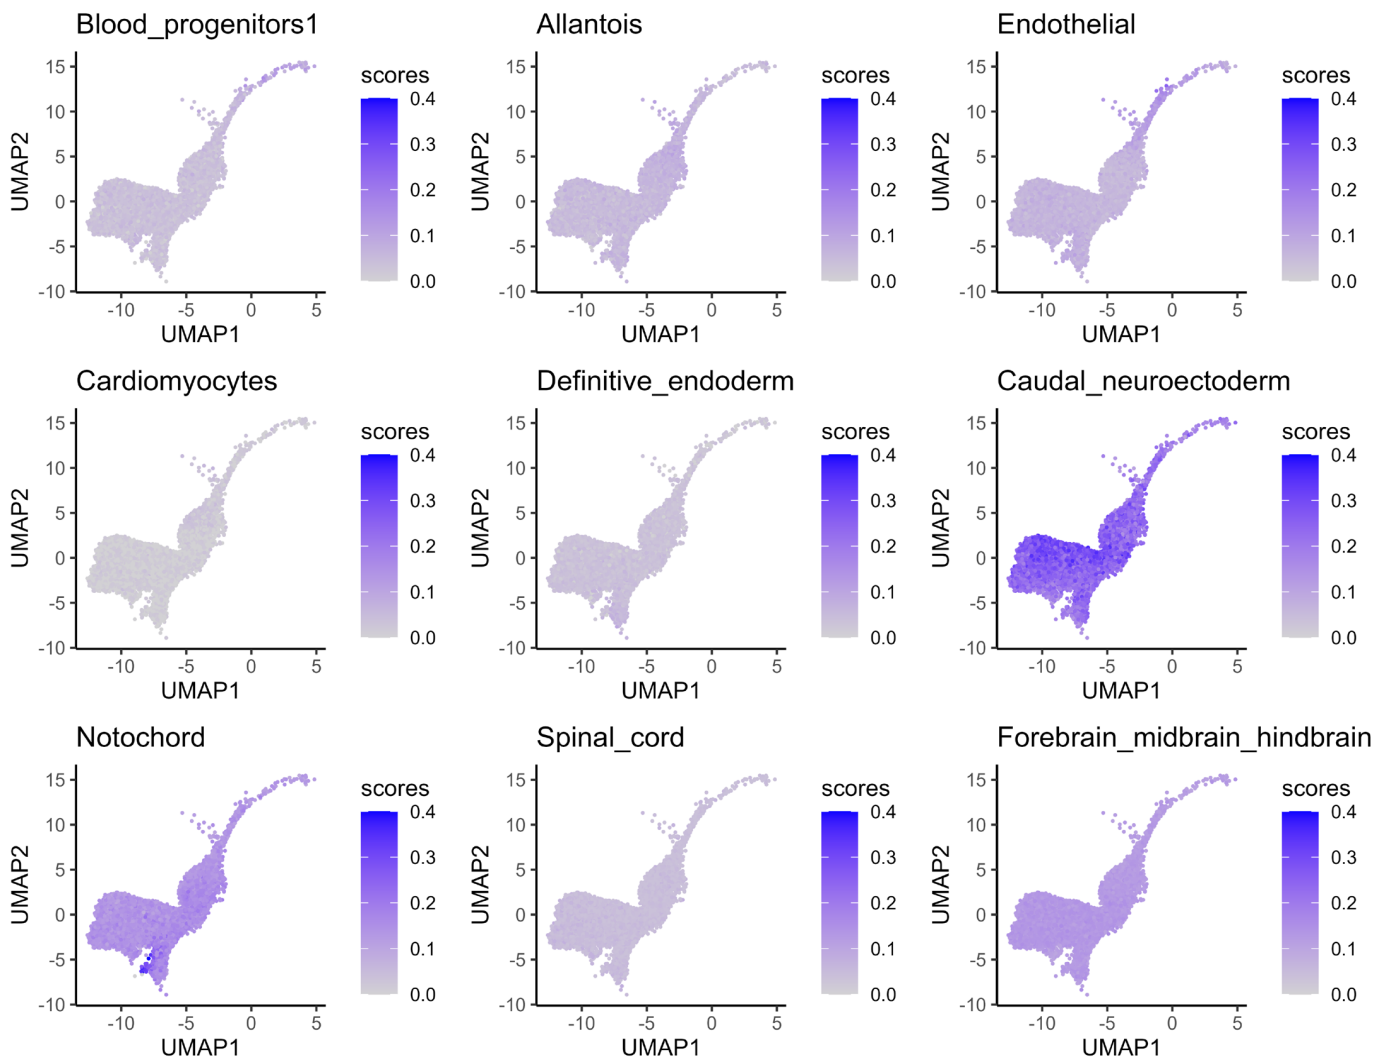 Blood_progenitors1
Allantois
Endothelial
scores
0.4
0.3
0.2
0.1
0.0
scores
0.4
0.3
0.2
0.1
0.0
scores
0.4
0.3
0.2
0.1
0.0
UMAP2
15
10
5
0
-5
-10
UMAP2
15
10
5
0
-5
-10
UMAP2
15
10
5
0
-5
-10
-10 -5 0 5
-10 -5 0 5
-10 -5 0 5
UMAP1
UMAP1
UMAP1
Cardiomyocytes
Definitive_endoderm
Caudal_neuroectoderm
scores
0.4
0.3
0.2
0.1
0.0
scores
0.4
0.3
0.2
0.1
0.0
scores
0.4
0.3
0.2
0.1
0.0
UMAP2
15
10
5
0
-5
-10
UMAP2
15
10
5
0
-5
-10
UMAP2
15
10
5
0
-5
-10
-10 -5 0 5
-10 -5 0 5
-10 -5 0 5
UMAP1
UMAP1
UMAP1
Notochord
Spinal_cord
Forebrain_midbrain_hindbrain
scores
0.4
0.3
0.2
0.1
0.0
scores
0.4
0.3
0.2
0.1
0.0
scores
0.4
0.3
0.2
0.1
0.0
UMAP2
15
10
5
0
-5
-10
UMAP2
15
10
5
0
-5
-10
UMAP2
15
10
5
0
-5
-10
-10 -5 0 5
-10 -5 0 5
-10 -5 0 5
UMAP1
UMAP1
UMAP1